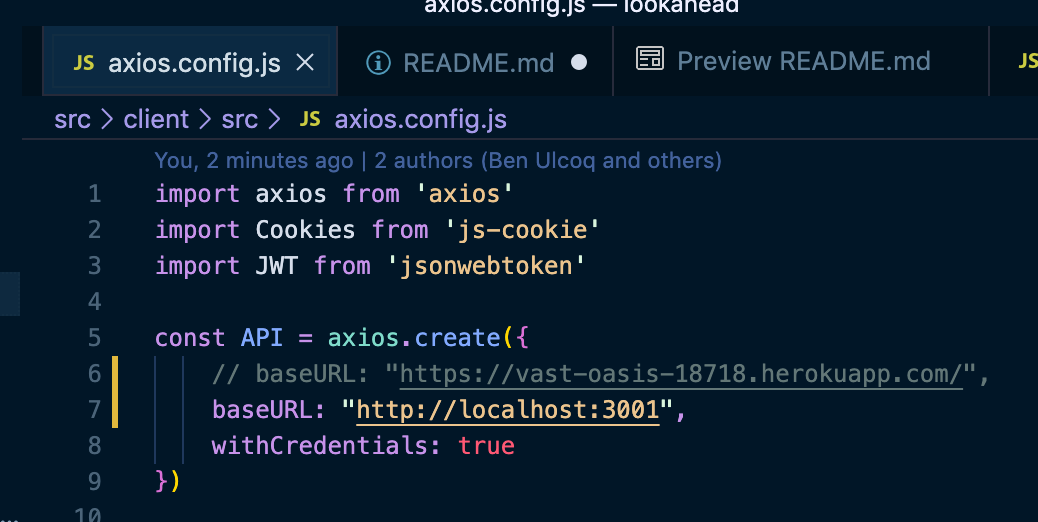 axios.config.js — lookahead
JS axios.config.js README.md Preview README.md JS
src > client > src > JS axios.config.js
You, 2 minutes ago | 2 authors (Ben Ulcoq and others)
1 import axios from 'axios'
2 import Cookies from 'js-cookie'
3 import JWT from 'jsonwebtoken'
4
5 const API = axios.create({
6 // baseURL: "https://vast-oasis-18718.herokuapp.com/",
7 baseURL: "http://localhost:3001",
8 withCredentials: true
9 })
10